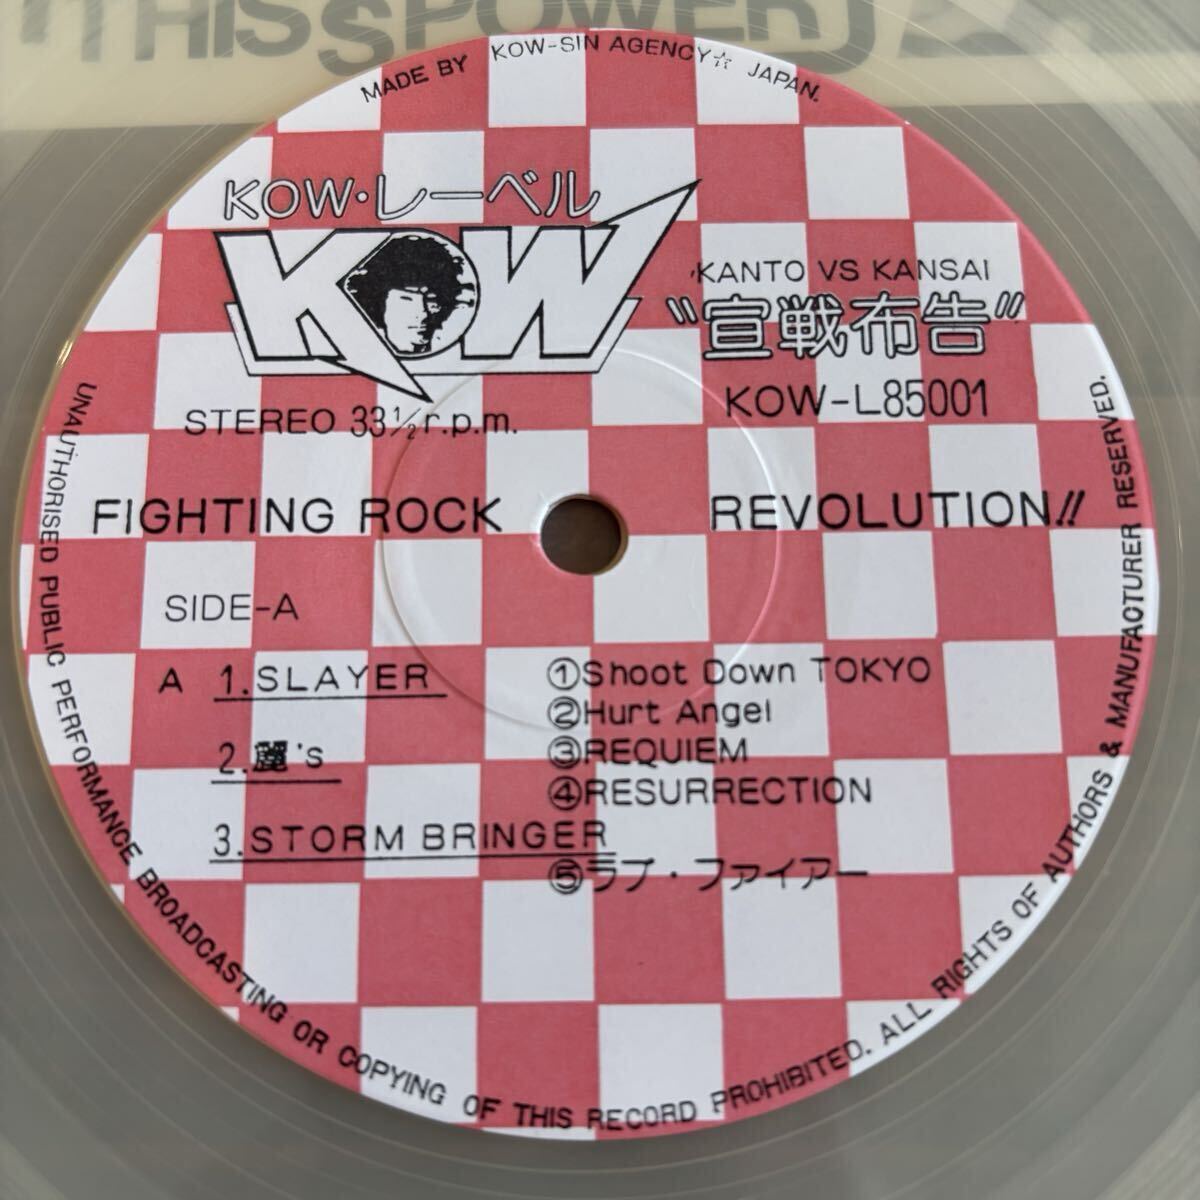 THIS POWER
MADE BY KOW-SIN AGENCY☆ JAPAN.
KOW・レーベル
KOW
KANTO VS KANSAI
"宣戦布告"
KOW-L85001
STEREO 33 1/2 r.p.m.
FIGHTING ROCK REVOLUTION!!
SIDE-A
A 1.SLAYER ①Shoot Down TOKYO
②Hurt Angel
2.麗's ③REQUIEM
④RESURRECTION
3.STORM BRINGER
⑤ラブ・ファイアー
UNAUTHORISED PUBLIC PERFORMANCE BROADCASTING OR COPYING OF THIS RECORD PROHIBITED. ALL RIGHTS OF AUTHORS & MANUFACTURER RESERVED.